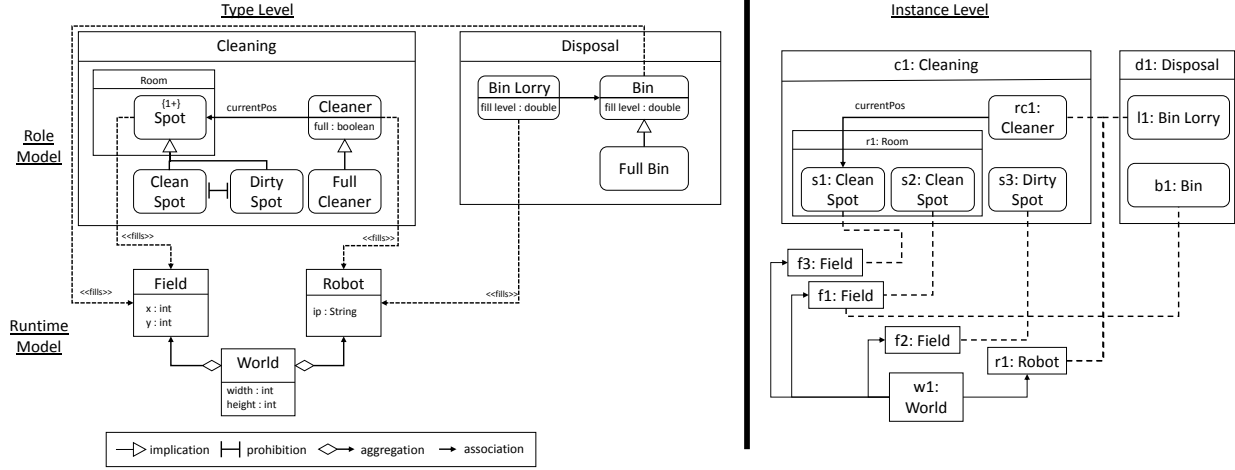 Type Level
Instance Level
Cleaning
Disposal
Room
{1+}
Spot
currentPos
Cleaner
full : boolean
Clean
Spot
Dirty
Spot
Full
Cleaner
Bin Lorry
fill level : double
Bin
fill level : double
Full Bin
Role
Model
<<fills>>
<<fills>>
<<fills>>
<<fills>>
Field
x : int
y : int
Robot
ip : String
Runtime
Model
World
width : int
height : int
implication
prohibition
aggregation
association
c1: Cleaning
d1: Disposal
currentPos
rc1:
Cleaner
l1: Bin Lorry
r1: Room
s1: Clean
Spot
s2: Clean
Spot
s3: Dirty
Spot
b1: Bin
f3: Field
f1: Field
f2: Field
r1: Robot
w1:
World